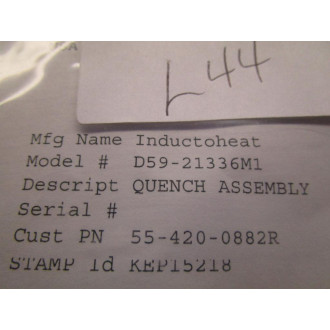 L44
Mfg Name Inductoheat
Model # D59-21336M1
Descript QUENCH ASSEMBLY
Serial #
Cust PN 55-420-0882R
STAMP Id KEP15218